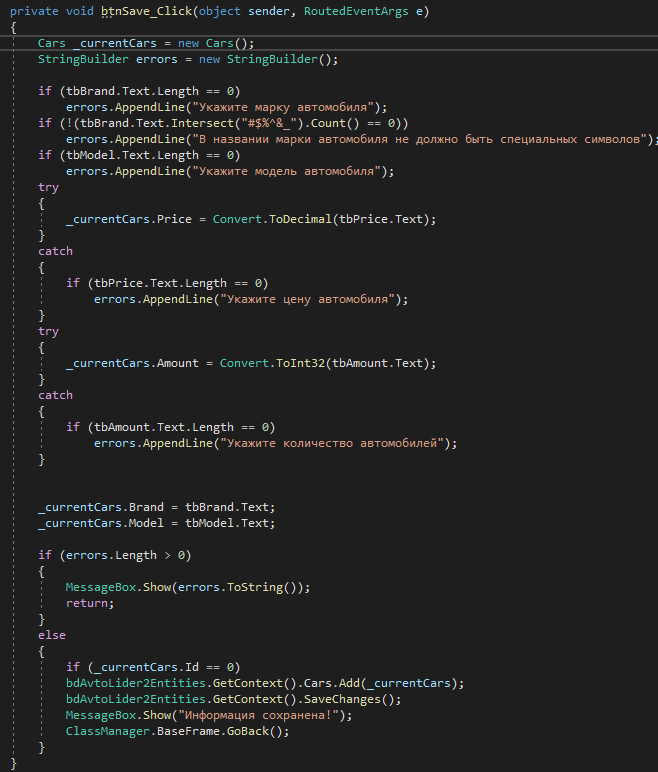 private void btnSave_Click(object sender, RoutedEventArgs e)
{
    Cars _currentCars = new Cars();
    StringBuilder errors = new StringBuilder();

    if (tbBrand.Text.Length == 0)
        errors.AppendLine("Укажите марку автомобиля");
    if (!(tbBrand.Text.Intersect("#$%^&_").Count() == 0))
        errors.AppendLine("В названии марки автомобиля не должно быть специальных символов");
    if (tbModel.Text.Length == 0)
        errors.AppendLine("Укажите модель автомобиля");
    try
    {
        _currentCars.Price = Convert.ToDecimal(tbPrice.Text);
    }
    catch
    {
        if (tbPrice.Text.Length == 0)
            errors.AppendLine("Укажите цену автомобиля");
    }
    try
    {
        _currentCars.Amount = Convert.ToInt32(tbAmount.Text);
    }
    catch
    {
        if (tbAmount.Text.Length == 0)
            errors.AppendLine("Укажите количество автомобилей");
    }


    _currentCars.Brand = tbBrand.Text;
    _currentCars.Model = tbModel.Text;

    if (errors.Length > 0)
    {
        MessageBox.Show(errors.ToString());
        return;
    }
    else
    {
        if (_currentCars.Id == 0)
        bdAvtoLider2Entities.GetContext().Cars.Add(_currentCars);
        bdAvtoLider2Entities.GetContext().SaveChanges();
        MessageBox.Show("Информация сохранена!");
        ClassManager.BaseFrame.GoBack();
    }
}